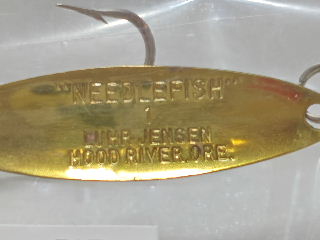 "NEEDLEFISH"
1
LUHR JENSEN
HOOD RIVER, ORE.